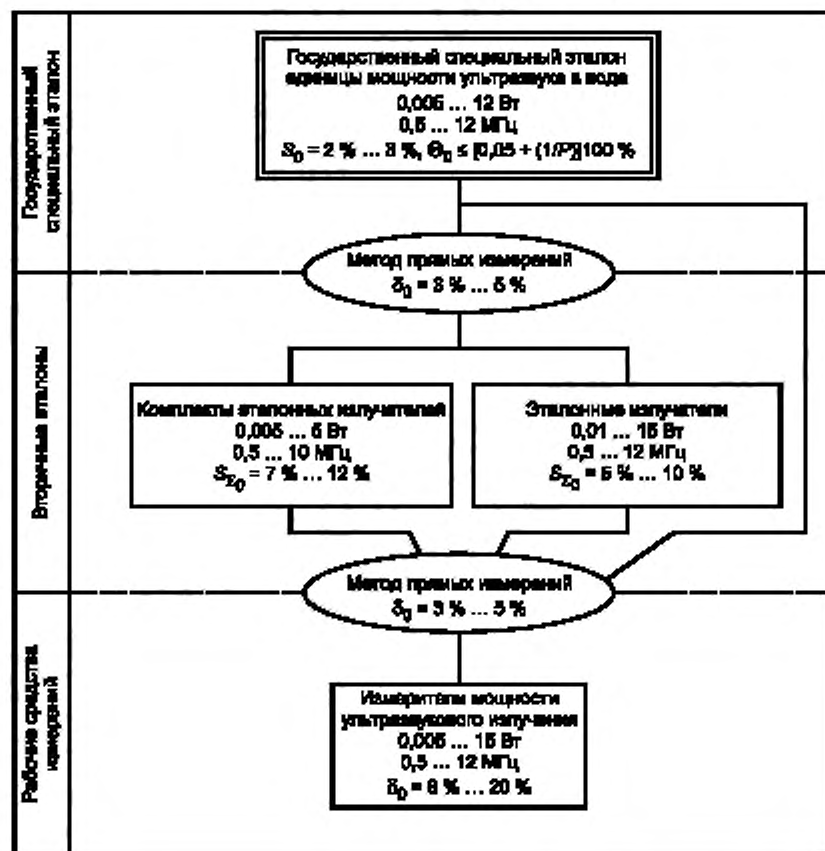 Государственный специальный эталон
Государственный специальный эталон
единицы мощности ультразвука в воде
0,005 ... 12 Вт
0,5 ... 12 МГц
S₀ = 2 % ... 3 %, Θ₀ ≤ [0,05 + (1/P)]100 %
Метод прямых измерений
δ₀ = 3 % ... 5 %
Вторичные эталоны
Комплекты эталонных излучателей
0,005 ... 5 Вт
0,5 ... 10 МГц
S_Σ₀ = 7 % ... 12 %
Эталонные излучатели
0,01 ... 15 Вт
0,5 ... 12 МГц
S_Σ₀ = 5 % ... 10 %
Метод прямых измерений
δ₀ = 3 % ... 5 %
Рабочие средства
измерений
Измерители мощности
ультразвукового излучения
0,005 ... 15 Вт
0,5 ... 12 МГц
δ₀ = 8 % ... 20 %